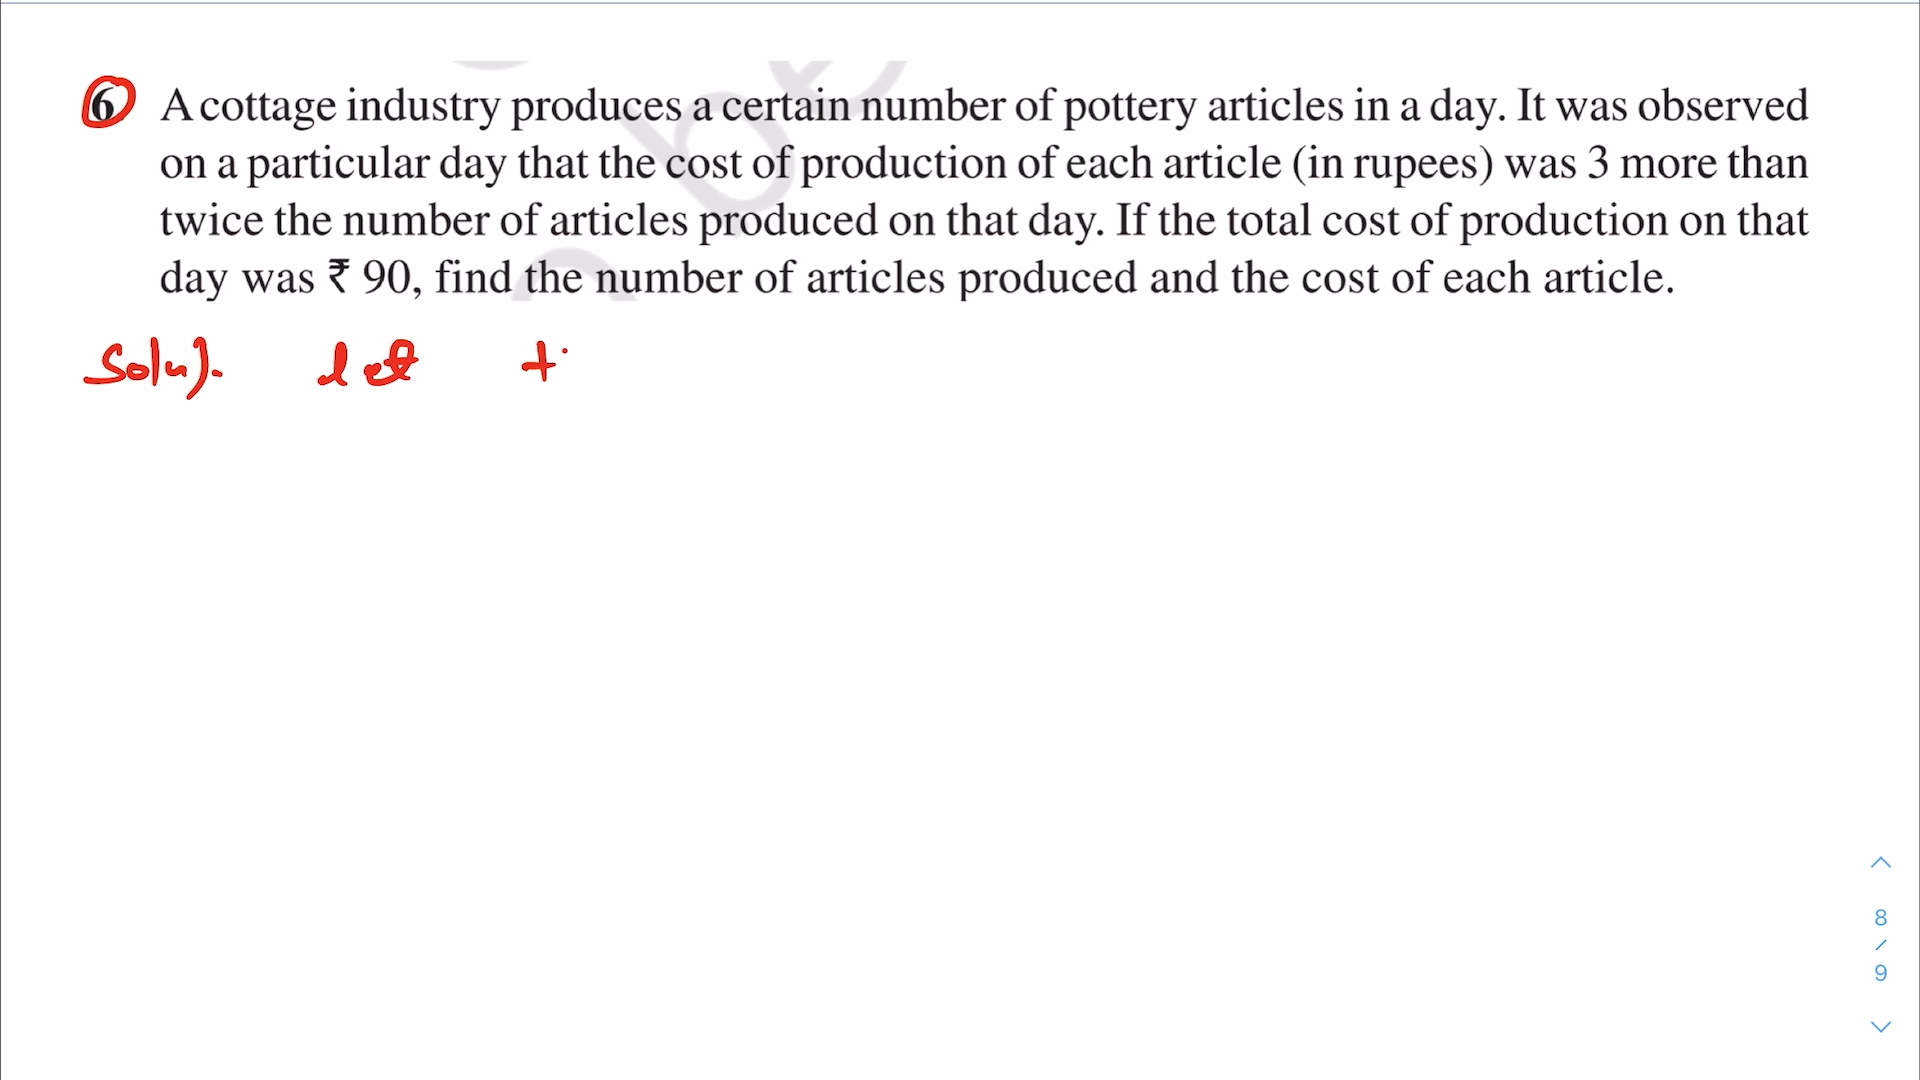 6 A cottage industry produces a certain number of pottery articles in a day. It was observed
on a particular day that the cost of production of each article (in rupees) was 3 more than
twice the number of articles produced on that day. If the total cost of production on that
day was ₹ 90, find the number of articles produced and the cost of each article.
Soln). let
8
/
9